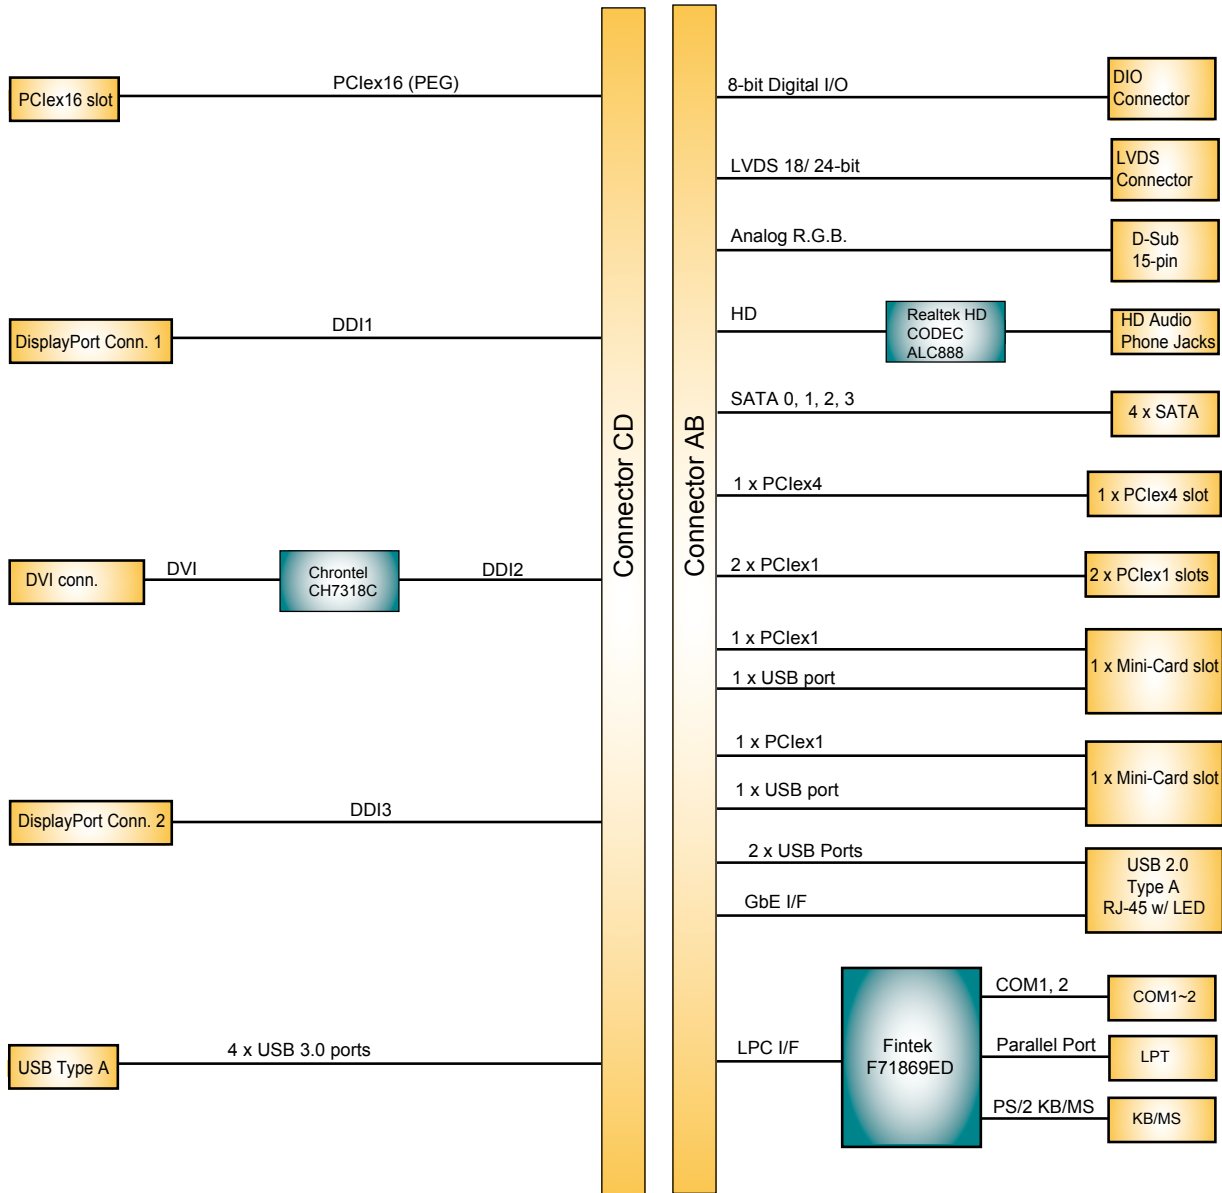 PCIex16 slot
PCIex16 (PEG)
DisplayPort Conn. 1
DDI1
DVI conn.
DVI
Chrontel
CH7318C
DDI2
DisplayPort Conn. 2
DDI3
USB Type A
4 x USB 3.0 ports
Connector CD
Connector AB
8-bit Digital I/O
DIO
Connector
LVDS 18/ 24-bit
LVDS
Connector
Analog R.G.B.
D-Sub
15-pin
HD
Realtek HD
CODEC
ALC888
HD Audio
Phone Jacks
SATA 0, 1, 2, 3
4 x SATA
1 x PCIex4
1 x PCIex4 slot
2 x PCIex1
2 x PCIex1 slots
1 x PCIex1
1 x USB port
1 x Mini-Card slot
1 x PCIex1
1 x USB port
1 x Mini-Card slot
2 x USB Ports
GbE I/F
USB 2.0
Type A
RJ-45 w/ LED
LPC I/F
Fintek
F71869ED
COM1, 2
COM1~2
Parallel Port
LPT
PS/2 KB/MS
KB/MS